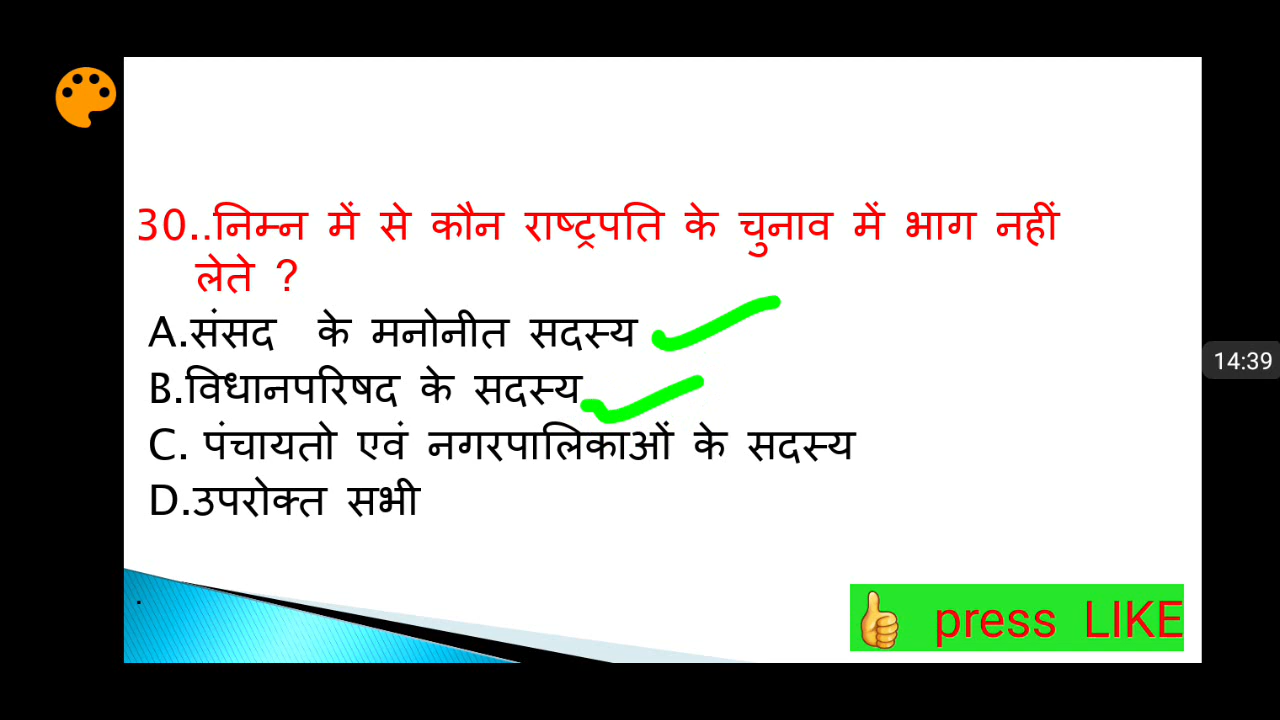 30..निम्न में से कौन राष्ट्रपति के चुनाव में भाग नहीं
लेते ?
A.संसद के मनोनीत सदस्य
B.विधानपरिषद के सदस्य
C. पंचायतो एवं नगरपालिकाओं के सदस्य
D.उपरोक्त सभी
.
press LIKE
14:39